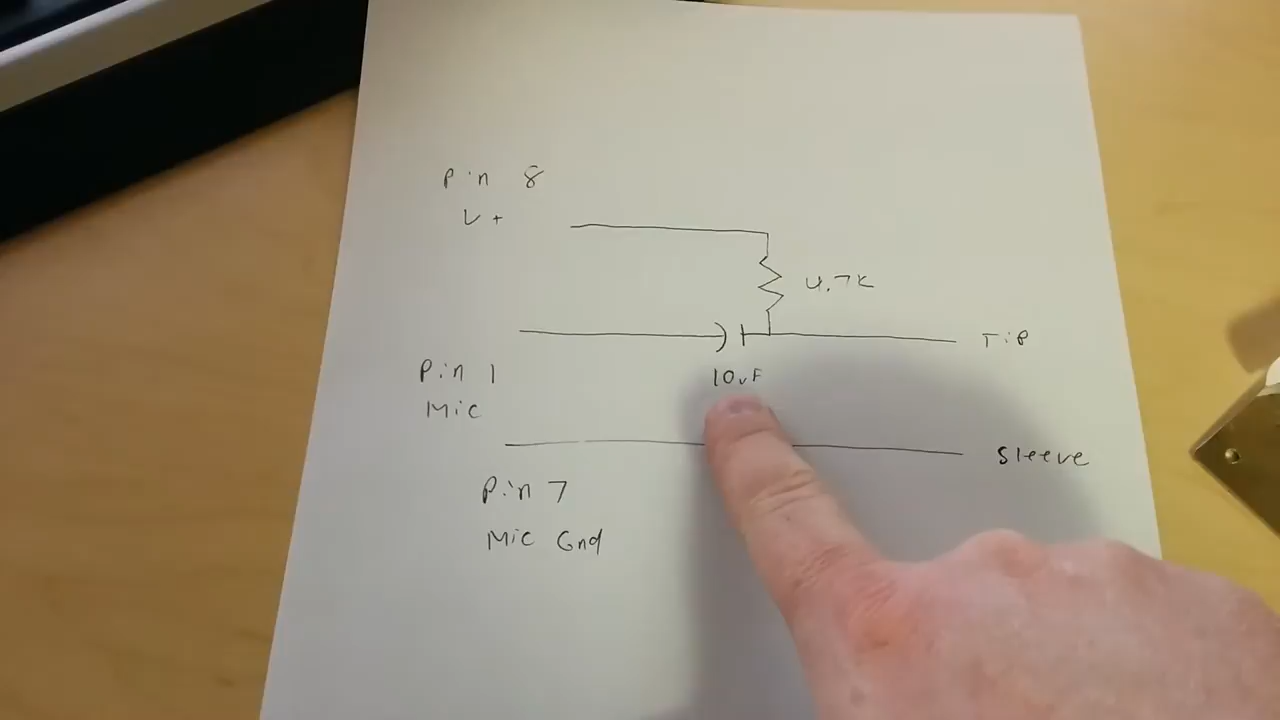 Pin 8
V+
4.7K
Tip
Pin 1
10uF
Mic
Sleeve
Pin 7
Mic Gnd